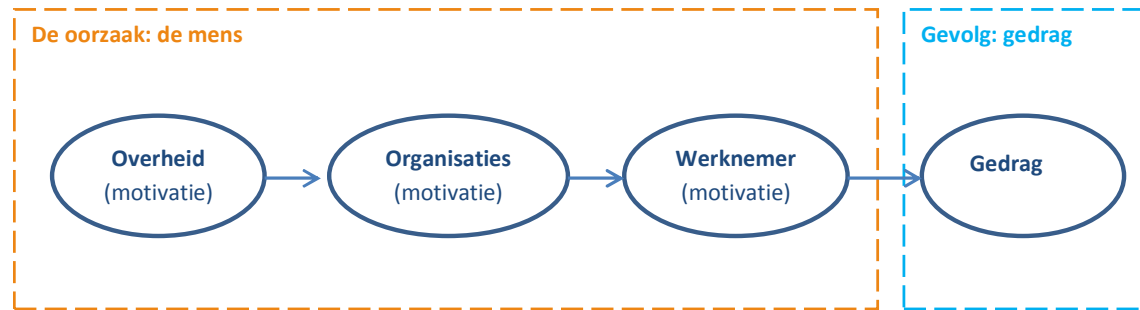 De oorzaak: de mens
Gevolg: gedrag
Overheid
(motivatie)
Organisaties
(motivatie)
Werknemer
(motivatie)
Gedrag